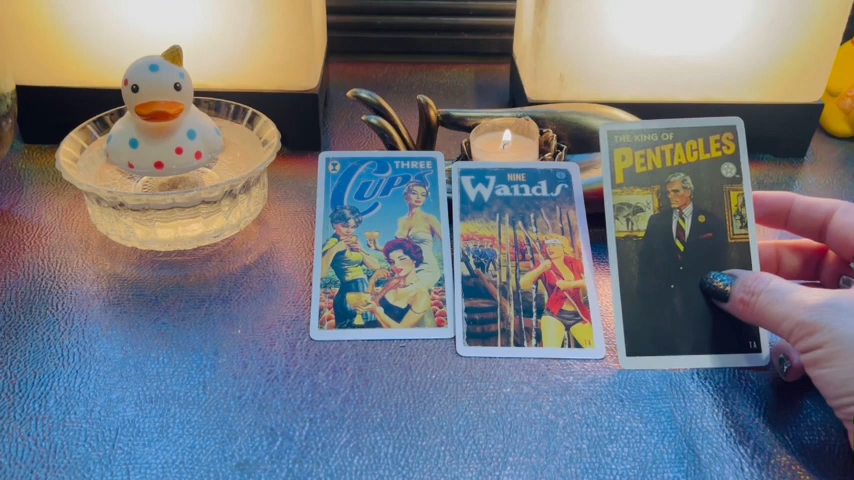 THREE
CUPS
NINE
WANDS
THE KING OF
PENTACLES